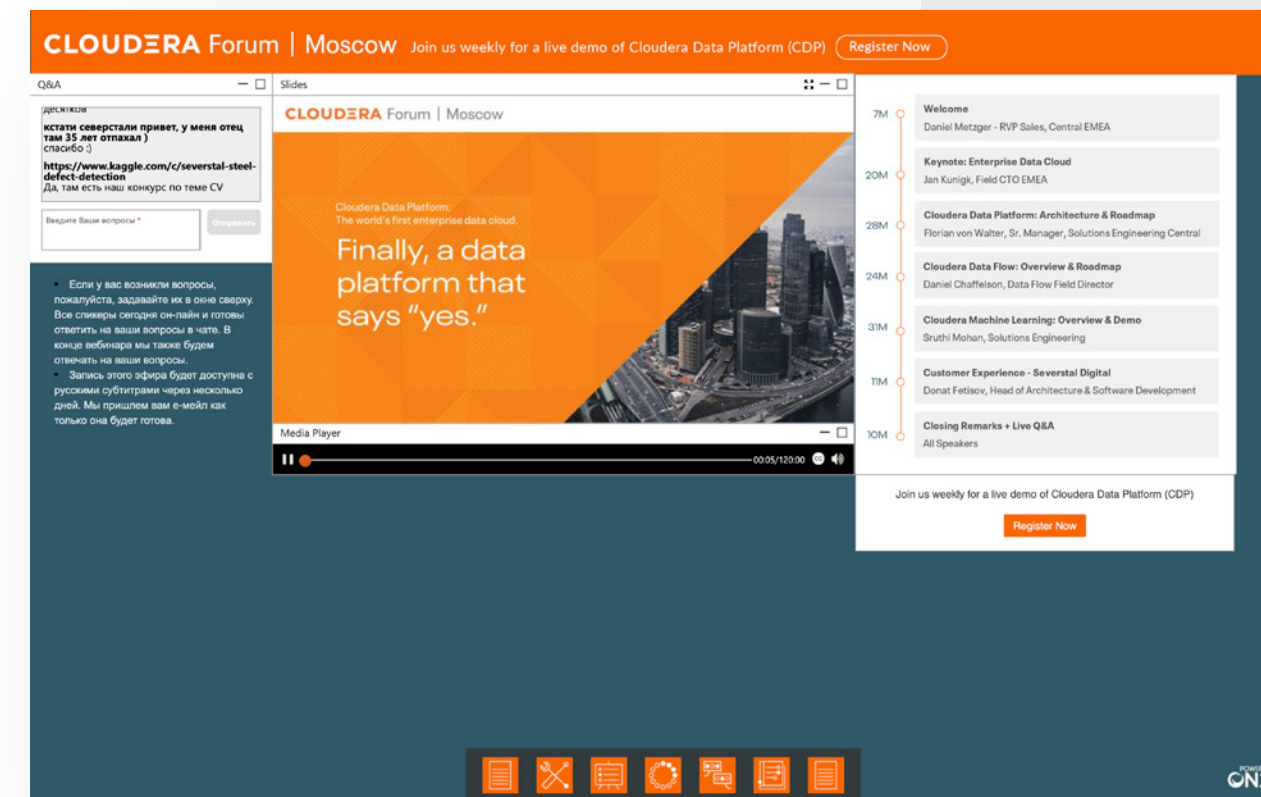 CLOUDERA Forum | Moscow Join us weekly for a live demo of Cloudera Data Platform (CDP) Register Now
Q&A
десятков
кстати северстали привет, у меня отец
там 35 лет отпахал )
спасибо :)
https://www.kaggle.com/c/severstal-steel-
defect-detection
Да, там есть наш конкурс по теме CV
Введите Ваши вопросы *
Отправить
Если у вас возникли вопросы,
пожалуйста, задавайте их в окне сверху.
Все спикеры сегодня он-лайн и готовы
ответить на ваши вопросы в чате. В
конце вебинара мы также будем
отвечать на ваши вопросы.
Запись этого эфира будет доступна с
русскими субтитрами через несколько
дней. Мы пришлем вам е-мейл как
только она будет готова.
Slides
CLOUDERA Forum | Moscow
Cloudera Data Platform:
The world's first enterprise data cloud.
Finally, a data
platform that
says "yes."
Media Player
00:05/120:00
CC
7M
Welcome
Daniel Metzger - RVP Sales, Central EMEA
20M
Keynote: Enterprise Data Cloud
Jan Kunigk, Field CTO EMEA
28M
Cloudera Data Platform: Architecture & Roadmap
Florian von Walter, Sr. Manager, Solutions Engineering Central
24M
Cloudera Data Flow: Overview & Roadmap
Daniel Chaffelson, Data Flow Field Director
31M
Cloudera Machine Learning: Overview & Demo
Sruthi Mohan, Solutions Engineering
11M
Customer Experience - Severstal Digital
Donat Fetisov, Head of Architecture & Software Development
10M
Closing Remarks + Live Q&A
All Speakers
Join us weekly for a live demo of Cloudera Data Platform (CDP)
Register Now